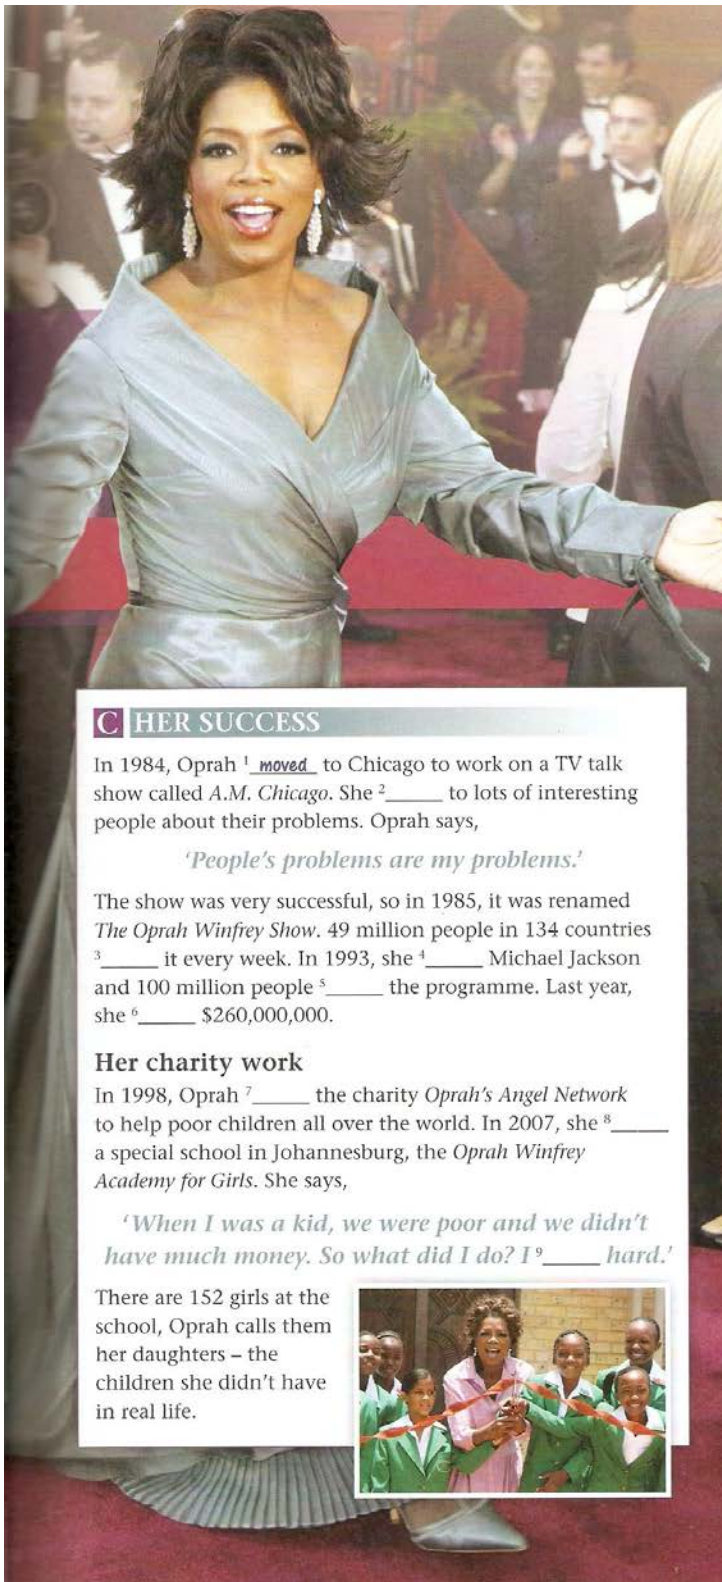 C HER SUCCESS
In 1984, Oprah ¹ moved to Chicago to work on a TV talk
show called A.M. Chicago. She ²_____ to lots of interesting
people about their problems. Oprah says,
‘People’s problems are my problems.’
The show was very successful, so in 1985, it was renamed
The Oprah Winfrey Show. 49 million people in 134 countries
³_____ it every week. In 1993, she ⁴_____ Michael Jackson
and 100 million people ⁵_____ the programme. Last year,
she ⁶_____ $260,000,000.
Her charity work
In 1998, Oprah ⁷_____ the charity Oprah’s Angel Network
to help poor children all over the world. In 2007, she ⁸_____
a special school in Johannesburg, the Oprah Winfrey
Academy for Girls. She says,
‘When I was a kid, we were poor and we didn’t
have much money. So what did I do? I ⁹_____ hard.’
There are 152 girls at the
school, Oprah calls them
her daughters – the
children she didn’t have
in real life.